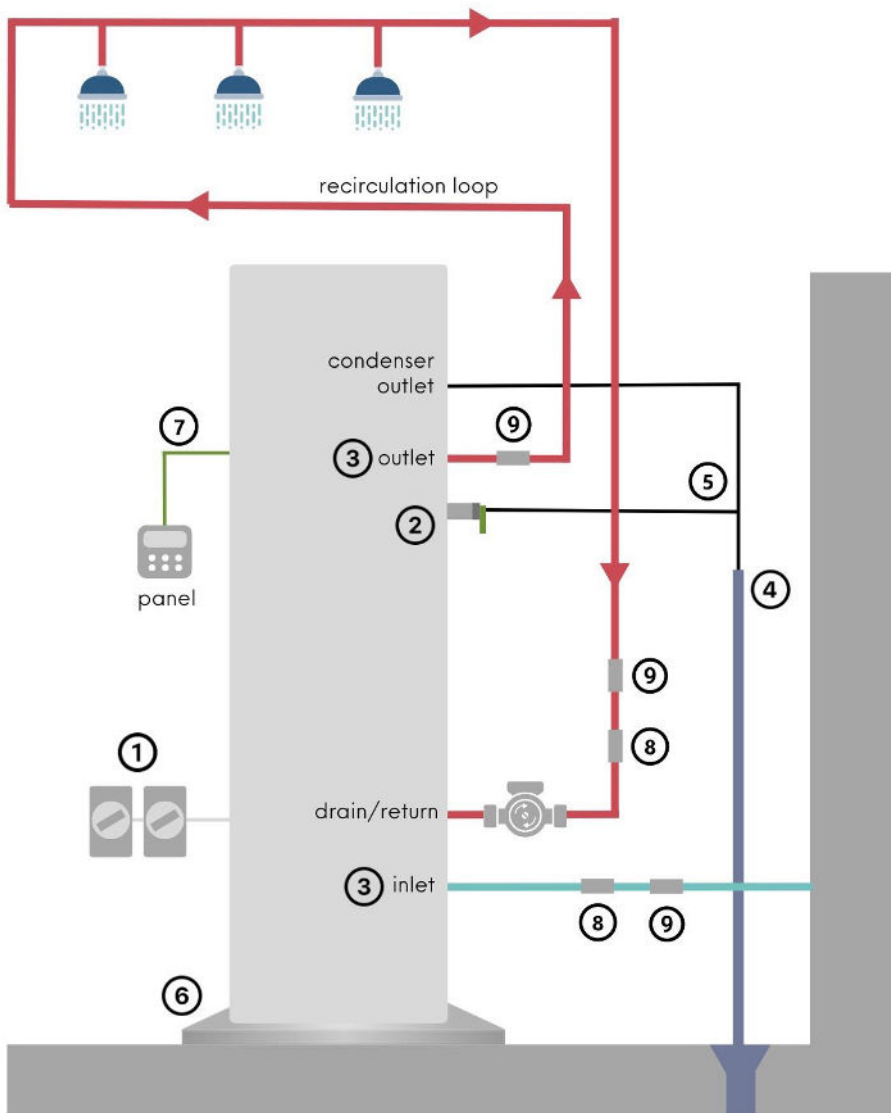 recirculation loop
condenser
outlet
7
9
3 outlet
5
2
4
panel
9
8
1
drain/return
3 inlet
8
9
6